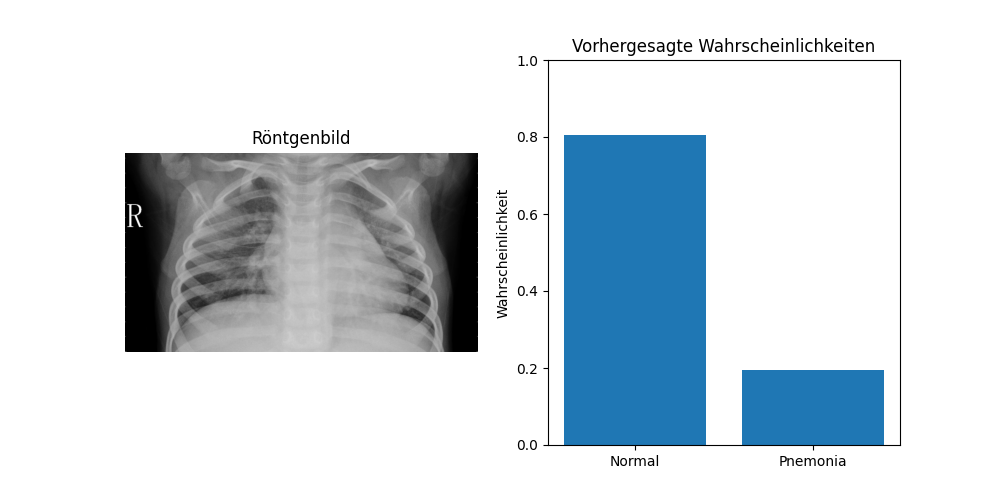 Röntgenbild
R
Vorhergesagte Wahrscheinlichkeiten
Wahrscheinlichkeit
1.0
0.8
0.6
0.4
0.2
0.0
Normal
Pnemonia